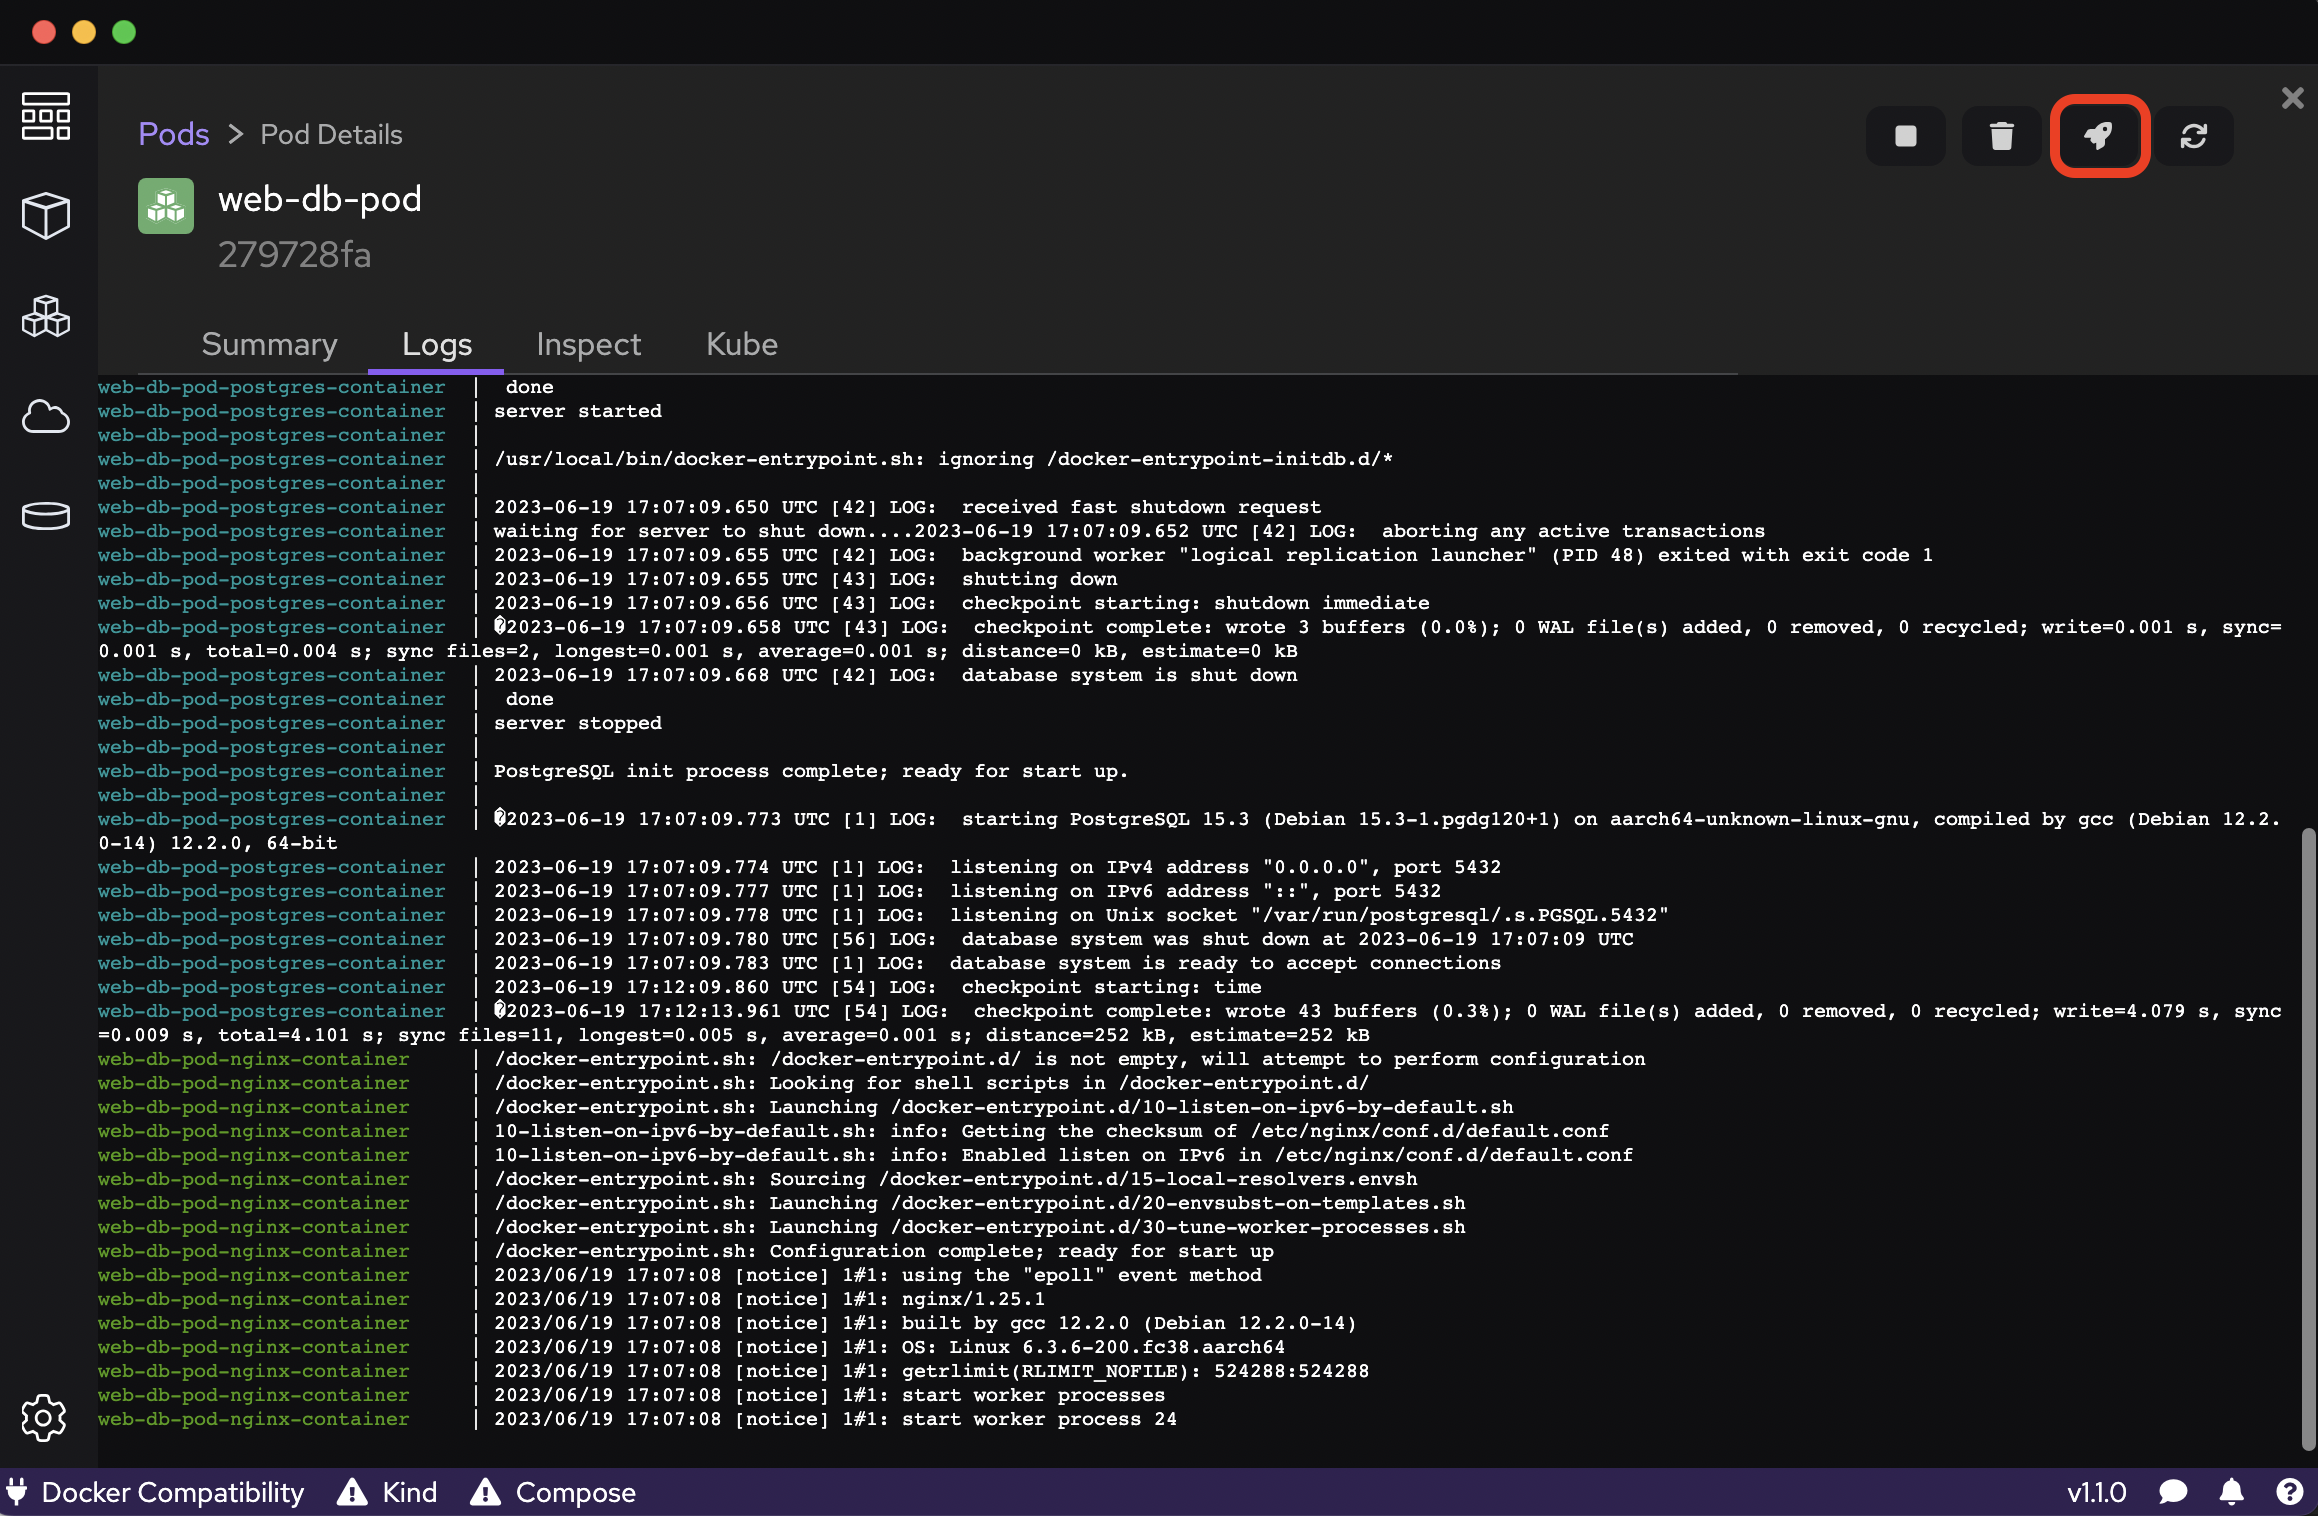 Pods > Pod Details
web-db-pod
279728fa
Summary Logs Inspect Kube
web-db-pod-postgres-container | done
web-db-pod-postgres-container | server started
web-db-pod-postgres-container |
web-db-pod-postgres-container | /usr/local/bin/docker-entrypoint.sh: ignoring /docker-entrypoint-initdb.d/*
web-db-pod-postgres-container |
web-db-pod-postgres-container | 2023-06-19 17:07:09.650 UTC [42] LOG:  received fast shutdown request
web-db-pod-postgres-container | waiting for server to shut down....2023-06-19 17:07:09.652 UTC [42] LOG:  aborting any active transactions
web-db-pod-postgres-container | 2023-06-19 17:07:09.655 UTC [42] LOG:  background worker "logical replication launcher" (PID 48) exited with exit code 1
web-db-pod-postgres-container | 2023-06-19 17:07:09.655 UTC [43] LOG:  shutting down
web-db-pod-postgres-container | 2023-06-19 17:07:09.656 UTC [43] LOG:  checkpoint starting: shutdown immediate
web-db-pod-postgres-container | �2023-06-19 17:07:09.658 UTC [43] LOG:  checkpoint complete: wrote 3 buffers (0.0%); 0 WAL file(s) added, 0 removed, 0 recycled; write=0.001 s, sync=
0.001 s, total=0.004 s; sync files=2, longest=0.001 s, average=0.001 s; distance=0 kB, estimate=0 kB
web-db-pod-postgres-container | 2023-06-19 17:07:09.668 UTC [42] LOG:  database system is shut down
web-db-pod-postgres-container | done
web-db-pod-postgres-container | server stopped
web-db-pod-postgres-container |
web-db-pod-postgres-container | PostgreSQL init process complete; ready for start up.
web-db-pod-postgres-container |
web-db-pod-postgres-container | �2023-06-19 17:07:09.773 UTC [1] LOG:  starting PostgreSQL 15.3 (Debian 15.3-1.pgdg120+1) on aarch64-unknown-linux-gnu, compiled by gcc (Debian 12.2.
0-14) 12.2.0, 64-bit
web-db-pod-postgres-container | 2023-06-19 17:07:09.774 UTC [1] LOG:  listening on IPv4 address "0.0.0.0", port 5432
web-db-pod-postgres-container | 2023-06-19 17:07:09.777 UTC [1] LOG:  listening on IPv6 address "::", port 5432
web-db-pod-postgres-container | 2023-06-19 17:07:09.778 UTC [1] LOG:  listening on Unix socket "/var/run/postgresql/.s.PGSQL.5432"
web-db-pod-postgres-container | 2023-06-19 17:07:09.780 UTC [56] LOG:  database system was shut down at 2023-06-19 17:07:09 UTC
web-db-pod-postgres-container | 2023-06-19 17:07:09.783 UTC [1] LOG:  database system is ready to accept connections
web-db-pod-postgres-container | 2023-06-19 17:12:09.860 UTC [54] LOG:  checkpoint starting: time
web-db-pod-postgres-container | �2023-06-19 17:12:13.961 UTC [54] LOG:  checkpoint complete: wrote 43 buffers (0.3%); 0 WAL file(s) added, 0 removed, 0 recycled; write=4.079 s, sync
=0.009 s, total=4.101 s; sync files=11, longest=0.005 s, average=0.001 s; distance=252 kB, estimate=252 kB
web-db-pod-nginx-container | /docker-entrypoint.sh: /docker-entrypoint.d/ is not empty, will attempt to perform configuration
web-db-pod-nginx-container | /docker-entrypoint.sh: Looking for shell scripts in /docker-entrypoint.d/
web-db-pod-nginx-container | /docker-entrypoint.sh: Launching /docker-entrypoint.d/10-listen-on-ipv6-by-default.sh
web-db-pod-nginx-container | 10-listen-on-ipv6-by-default.sh: info: Getting the checksum of /etc/nginx/conf.d/default.conf
web-db-pod-nginx-container | 10-listen-on-ipv6-by-default.sh: info: Enabled listen on IPv6 in /etc/nginx/conf.d/default.conf
web-db-pod-nginx-container | /docker-entrypoint.sh: Sourcing /docker-entrypoint.d/15-local-resolvers.envsh
web-db-pod-nginx-container | /docker-entrypoint.sh: Launching /docker-entrypoint.d/20-envsubst-on-templates.sh
web-db-pod-nginx-container | /docker-entrypoint.sh: Launching /docker-entrypoint.d/30-tune-worker-processes.sh
web-db-pod-nginx-container | /docker-entrypoint.sh: Configuration complete; ready for start up
web-db-pod-nginx-container | 2023/06/19 17:07:08 [notice] 1#1: using the "epoll" event method
web-db-pod-nginx-container | 2023/06/19 17:07:08 [notice] 1#1: nginx/1.25.1
web-db-pod-nginx-container | 2023/06/19 17:07:08 [notice] 1#1: built by gcc 12.2.0 (Debian 12.2.0-14)
web-db-pod-nginx-container | 2023/06/19 17:07:08 [notice] 1#1: OS: Linux 6.3.6-200.fc38.aarch64
web-db-pod-nginx-container | 2023/06/19 17:07:08 [notice] 1#1: getrlimit(RLIMIT_NOFILE): 524288:524288
web-db-pod-nginx-container | 2023/06/19 17:07:08 [notice] 1#1: start worker processes
web-db-pod-nginx-container | 2023/06/19 17:07:08 [notice] 1#1: start worker process 24
Docker Compatibility Kind Compose v1.1.0